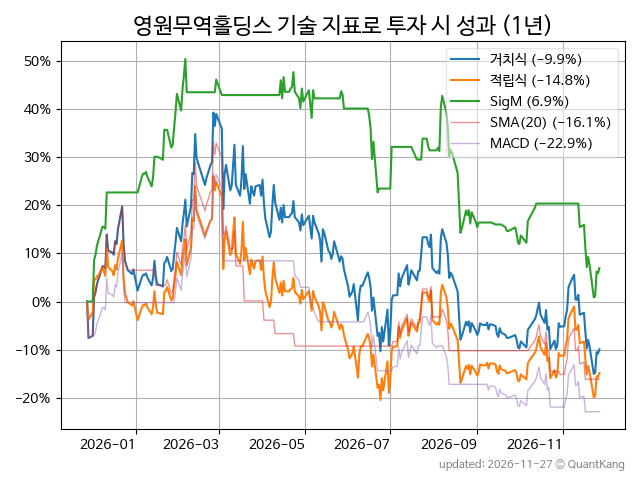 영원무역홀딩스 기술 지표로 투자 시 성과 (1년)
거치식 (−9.9%)
적립식 (−14.8%)
SigM (6.9%)
SMA(20) (−16.1%)
MACD (−22.9%)
50%
40%
30%
20%
10%
0%
−10%
−20%
2026-01
2026-03
2026-05
2026-07
2026-09
2026-11
updated: 2026-11-27 © QuantKang